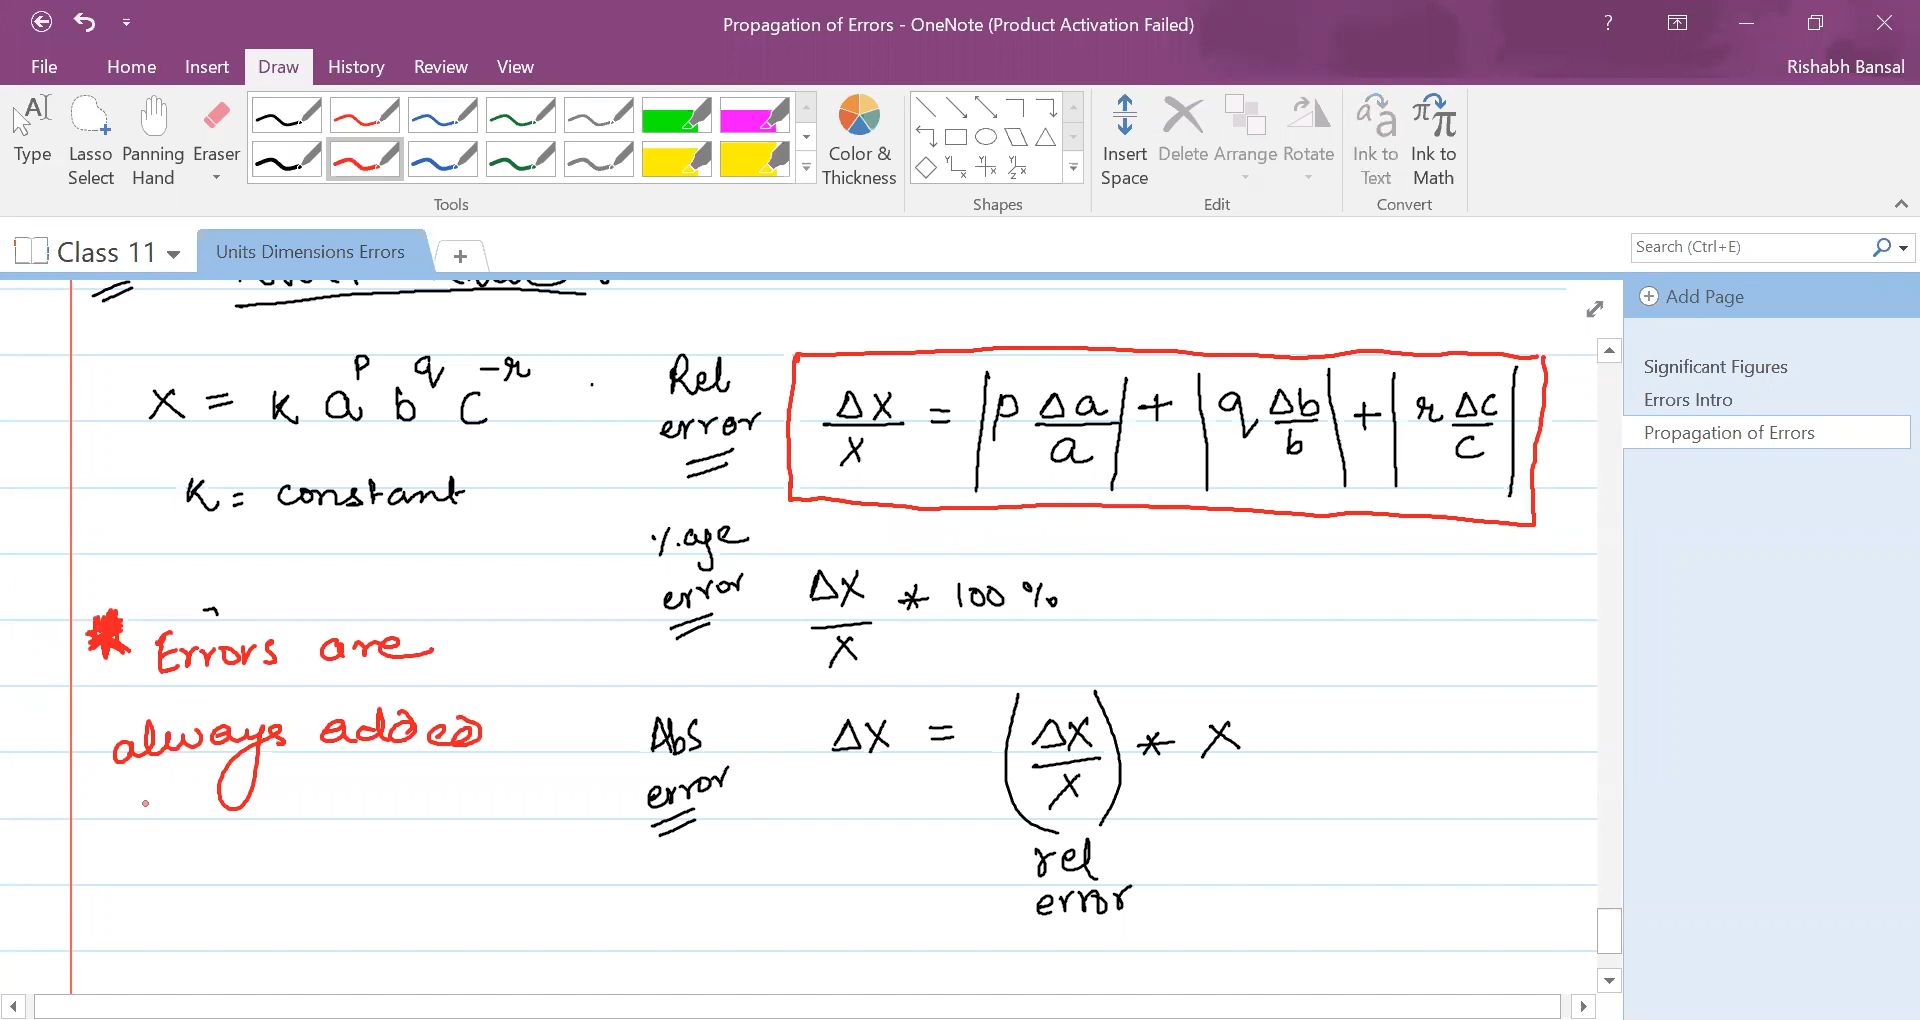 Propagation of Errors - OneNote (Product Activation Failed)
?
File Home Insert Draw History Review View
Rishabh Bansal
Type
Lasso Select
Panning Hand
Eraser
Color & Thickness
Insert Space
Delete
Arrange
Rotate
Ink to Text
Ink to Math
Tools
Shapes
Edit
Convert
Class 11
Units Dimensions Errors
Search (Ctrl+E)
Add Page
Significant Figures
Errors Intro
Propagation of Errors
x = k a^p b^q c^-r
Rel error
Δx/x = |p Δa/a| + |q Δb/b| + |r Δc/c|
K = constant
%age error
Δx/x * 100 %
* Errors are
always added
Abs error
Δx = (Δx/x) * x
rel
error